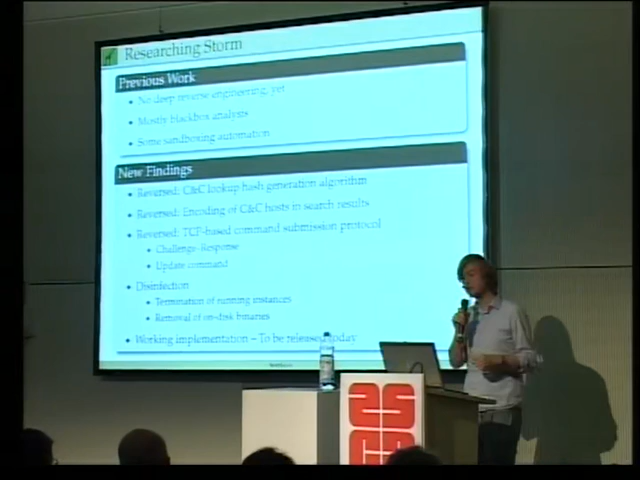 Researching Storm
Previous Work
No deep reverse engineering, yet
Mostly blackbox analysis
Some sandboxing automation
New Findings
Reversed: C&C lookup hash generation algorithm
Reversed: Encoding of C&C hosts in search results
Reversed: TCP-based command submission protocol
Challenge-Response
Update command
Disinfection
Termination of running instances
Removal of on-disk binaries
Working implementation – To be released today
25C3